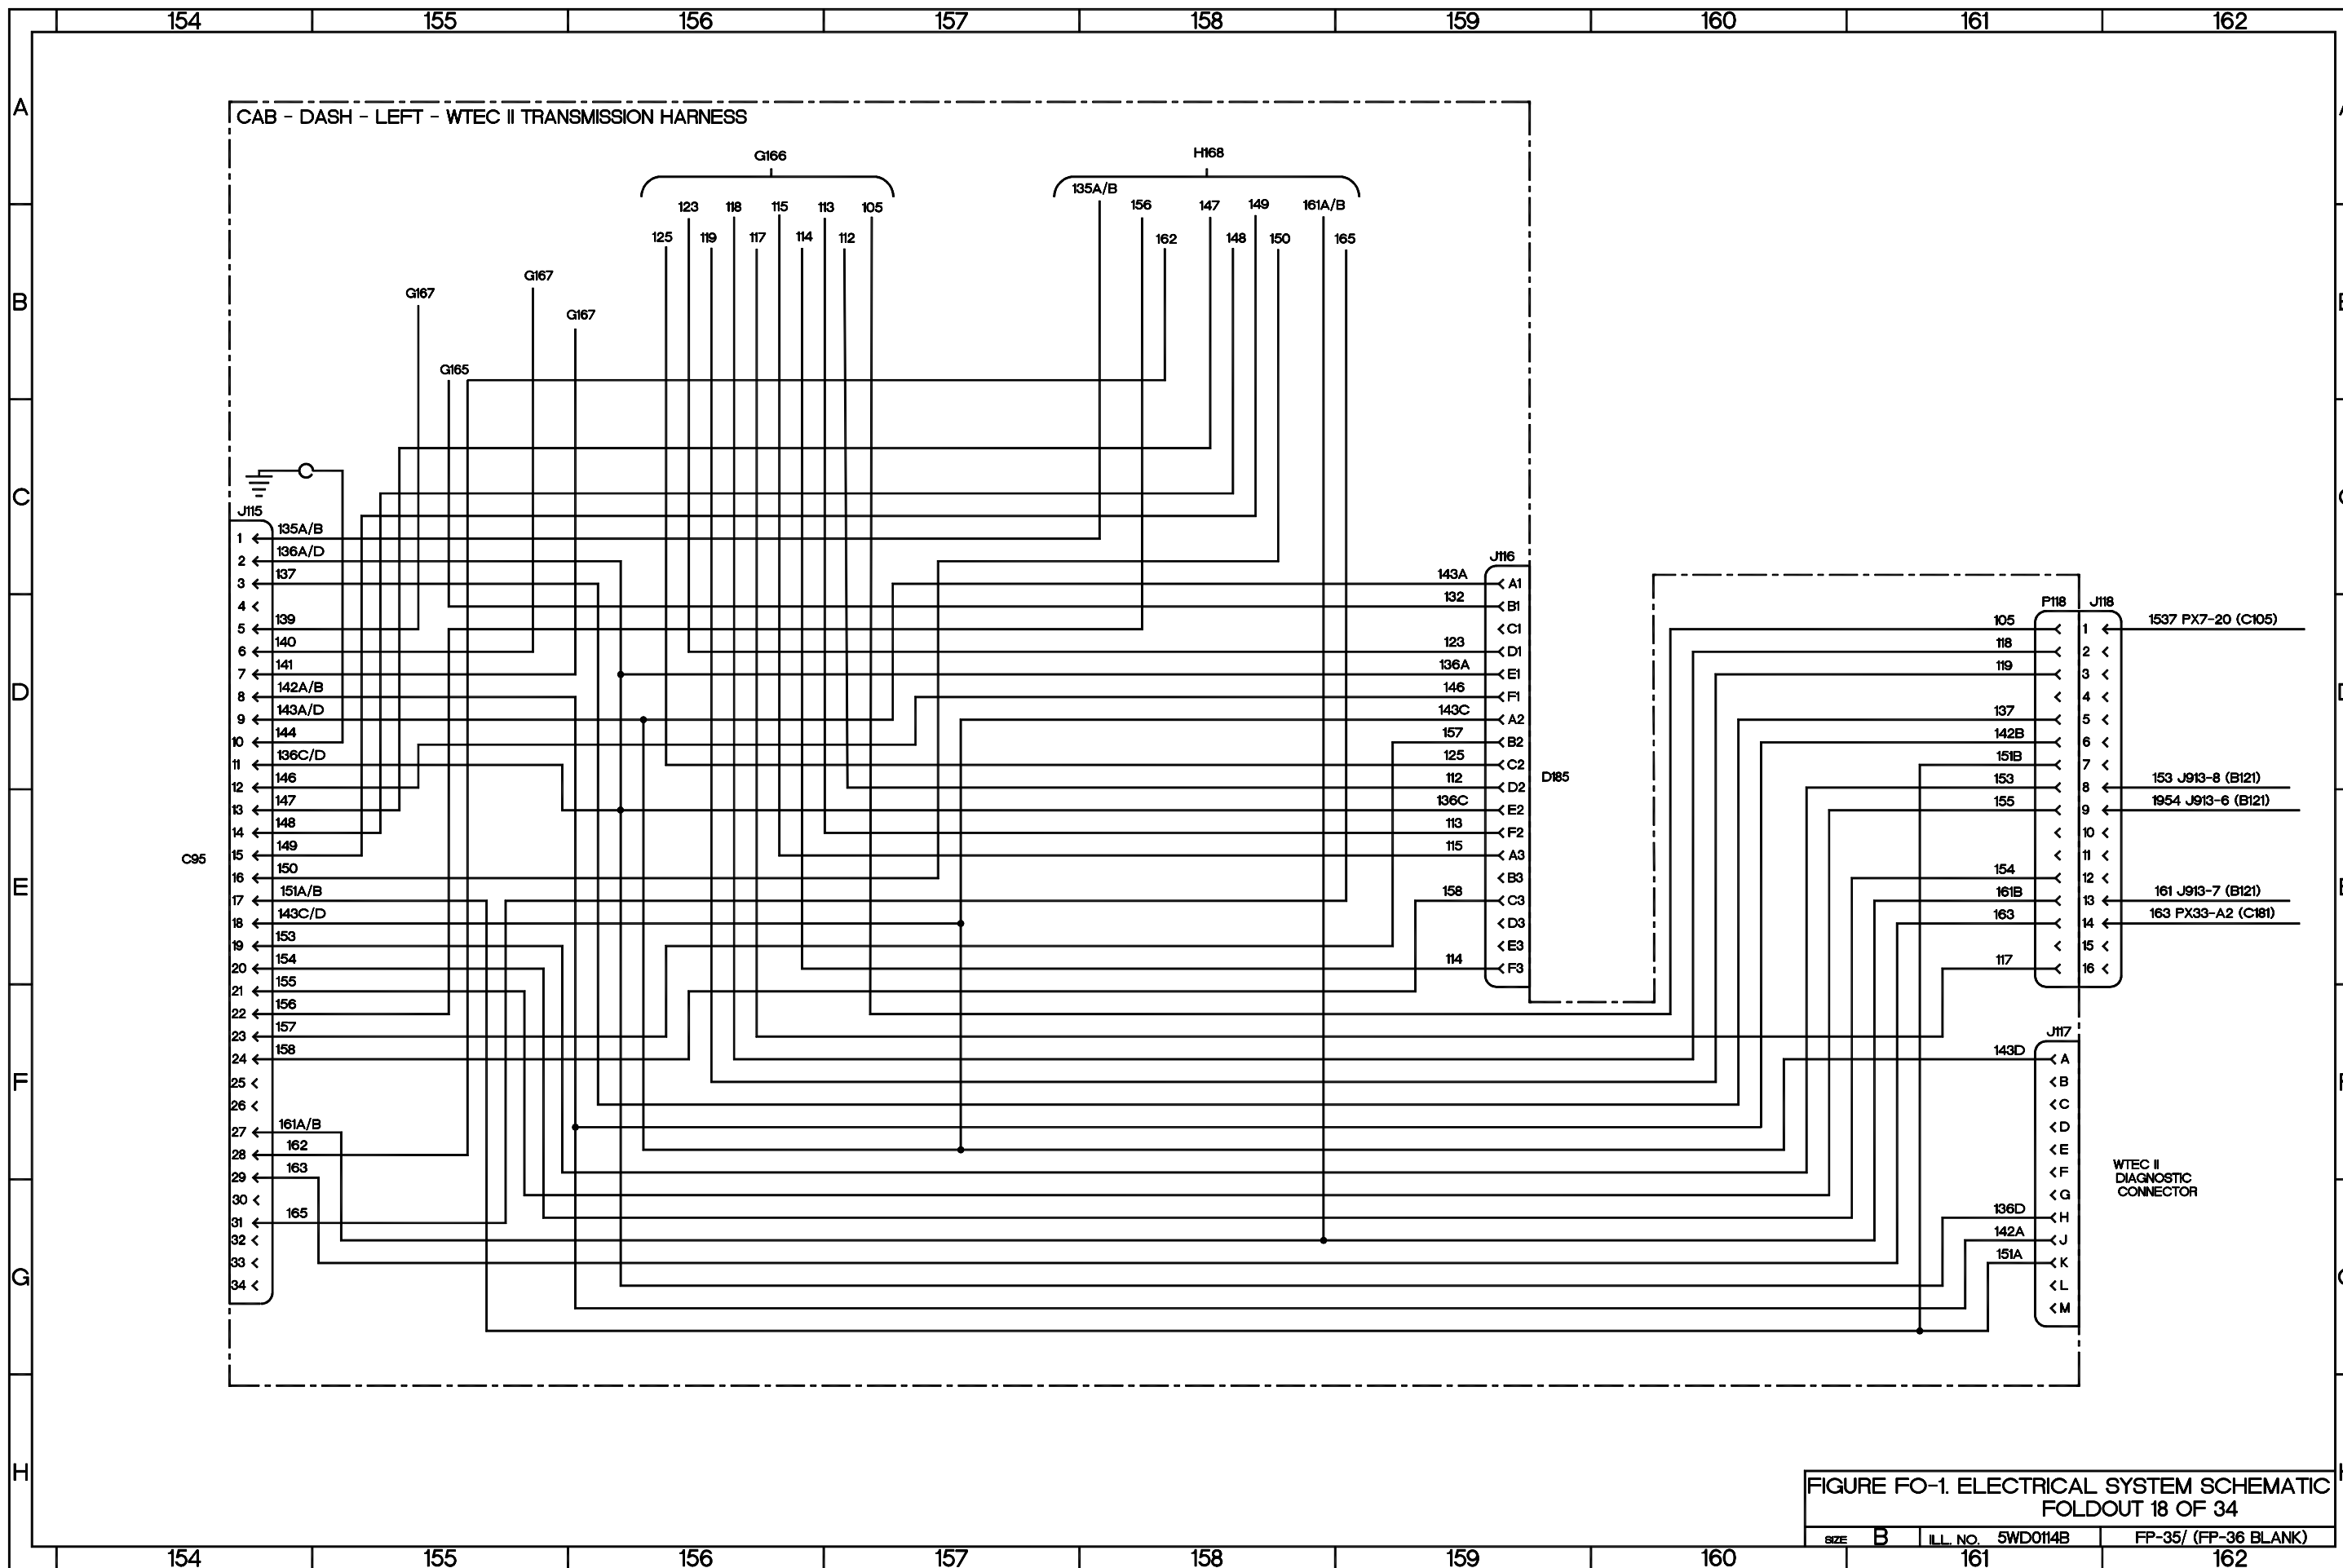 154 155 156 157 158 159 160 161 162
A
CAB - DASH - LEFT - WTEC II TRANSMISSION HARNESS
G166 H168
135A/B
123 118 115 113 105 156 147 149 161A/B
125 119 117 114 112 162 148 150 165
B
G167
G167
G167
G165
C
J115
1 135A/B
2 136A/D
3 137
4
5 139
6 140
7 141
8 142A/B
9 143A/D
10 144
11 136C/D
12 146
13 147
14 148
15 149
16 150
17 151A/B
18 143C/D
19 153
20 154
21 155
22 156
23 157
24 158
25
26
27 161A/B
28 162
29 163
30
31 165
32
33
34
C95
J116
143A A1
132 B1
C1
123 D1
136A E1
146 F1
143C A2
157 B2
125 C2
112 D2
136C E2
113 F2
115 A3
B3
158 C3
D3
E3
114 F3
D185
P118 J118
105 1 1537 PX7-20 (C105)
118 2
119 3
4
137 5
142B 6
151B 7
153 8 153 J913-8 (B121)
155 9 1954 J913-6 (B121)
10
11
154 12
161B 13 161 J913-7 (B121)
163 14 163 PX33-A2 (C181)
15
117 16
J117
143D A
B
C
D
E
F
G
136D H
142A J
151A K
L
M
WTEC II
DIAGNOSTIC
CONNECTOR
D
E
F
G
H
FIGURE FO-1. ELECTRICAL SYSTEM SCHEMATIC
FOLDOUT 18 OF 34
SIZE B ILL. NO. 5WD0114B FP-35/ (FP-36 BLANK)
154 155 156 157 158 159 160 161 162